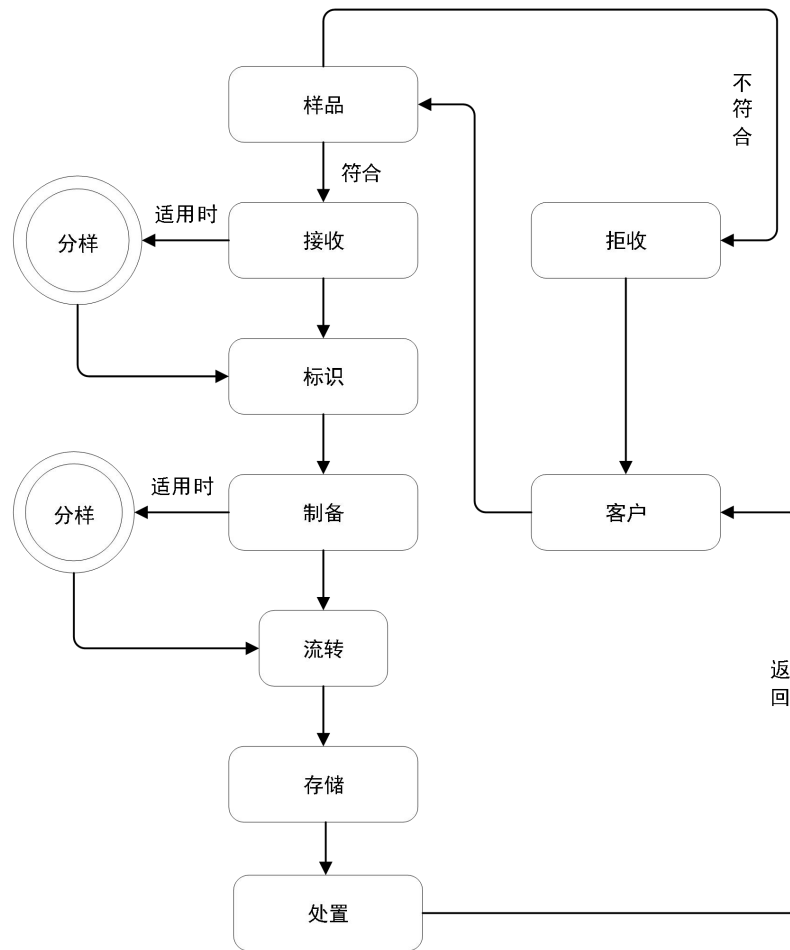 样品
不
符
合
符合
适用时
分样
接收
拒收
标识
适用时
分样
制备
客户
流转
返
回
存储
处置